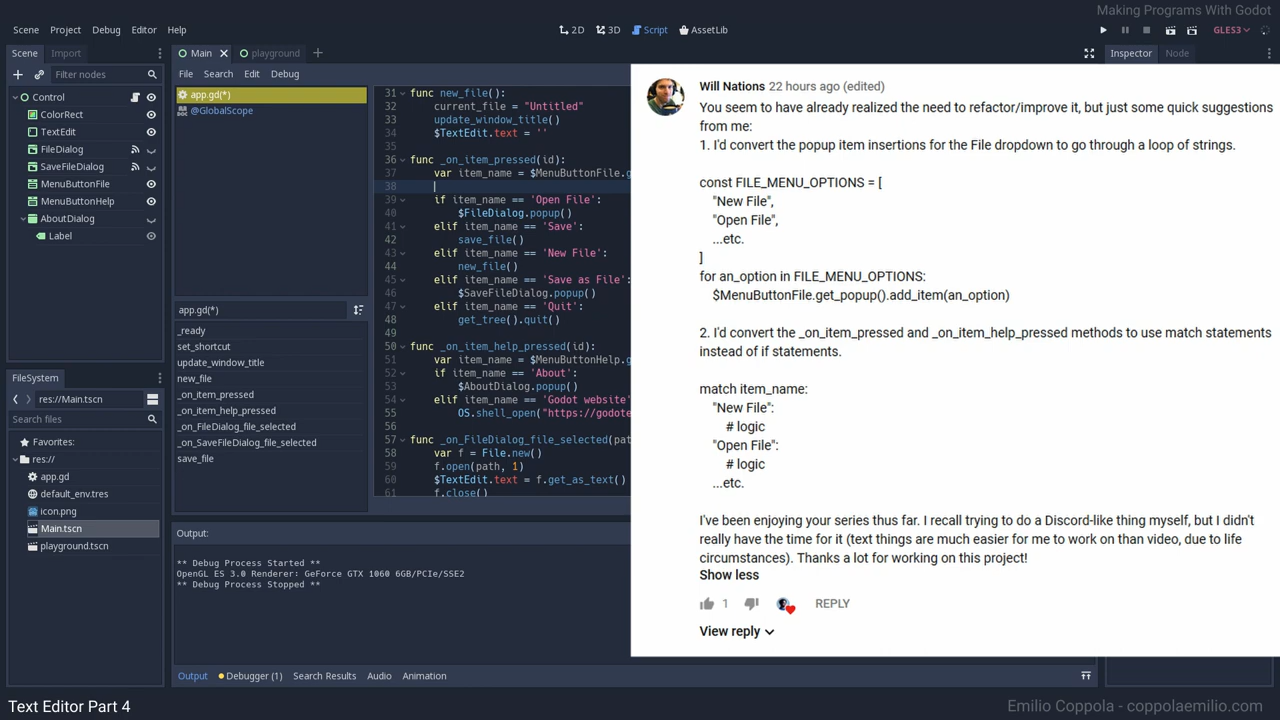 Making Programs With Godot
Scene Project Debug Editor Help
2D 3D Script AssetLib
GLES3
Scene Import
Main playground
Inspector Node
Filter nodes
Control
ColorRect
TextEdit
FileDialog
SaveFileDialog
MenuButtonFile
MenuButtonHelp
AboutDialog
Label
FileSystem
res://Main.tscn
Search files
Favorites:
res://
app.gd
default_env.tres
icon.png
Main.tscn
playground.tscn
File Search Edit Debug
app.gd(*)
@GlobalScope
app.gd(*)
_ready
set_shortcut
update_window_title
new_file
_on_item_pressed
_on_item_help_pressed
_on_FileDialog_file_selected
_on_SaveFileDialog_file_selected
save_file
31 func new_file():
32 current_file = "Untitled"
33 update_window_title()
34 $TextEdit.text = ''
35
36 func _on_item_pressed(id):
37 var item_name = $MenuButtonFile.g
38
39 if item_name == 'Open File':
40 $FileDialog.popup()
41 elif item_name == 'Save':
42 save_file()
43 elif item_name == 'New File':
44 new_file()
45 elif item_name == 'Save as File':
46 $SaveFileDialog.popup()
47 elif item_name == 'Quit':
48 get_tree().quit()
49
50 func _on_item_help_pressed(id):
51 var item_name = $MenuButtonHelp.g
52 if item_name == 'About':
53 $AboutDialog.popup()
54 elif item_name == 'Godot website'
55 OS.shell_open("https://godote
56
57 func _on_FileDialog_file_selected(pat
58 var f = File.new()
59 f.open(path, 1)
60 $TextEdit.text = f.get_as_text()
61 f.close()
Output:
** Debug Process Started **
OpenGL ES 3.0 Renderer: GeForce GTX 1060 6GB/PCIe/SSE2
** Debug Process Stopped **
Output Debugger (1) Search Results Audio Animation
Will Nations 22 hours ago (edited)
You seem to have already realized the need to refactor/improve it, but just some quick suggestions
from me:
1. I'd convert the popup item insertions for the File dropdown to go through a loop of strings.
const FILE_MENU_OPTIONS = [
"New File",
"Open File",
...etc.
]
for an_option in FILE_MENU_OPTIONS:
$MenuButtonFile.get_popup().add_item(an_option)
2. I'd convert the _on_item_pressed and _on_item_help_pressed methods to use match statements
instead of if statements.
match item_name:
"New File":
# logic
"Open File":
# logic
...etc.
I've been enjoying your series thus far. I recall trying to do a Discord-like thing myself, but I didn't
really have the time for it (text things are much easier for me to work on than video, due to life
circumstances). Thanks a lot for working on this project!
Show less
1 REPLY
View reply
Text Editor Part 4
Emilio Coppola - coppolaemilio.com